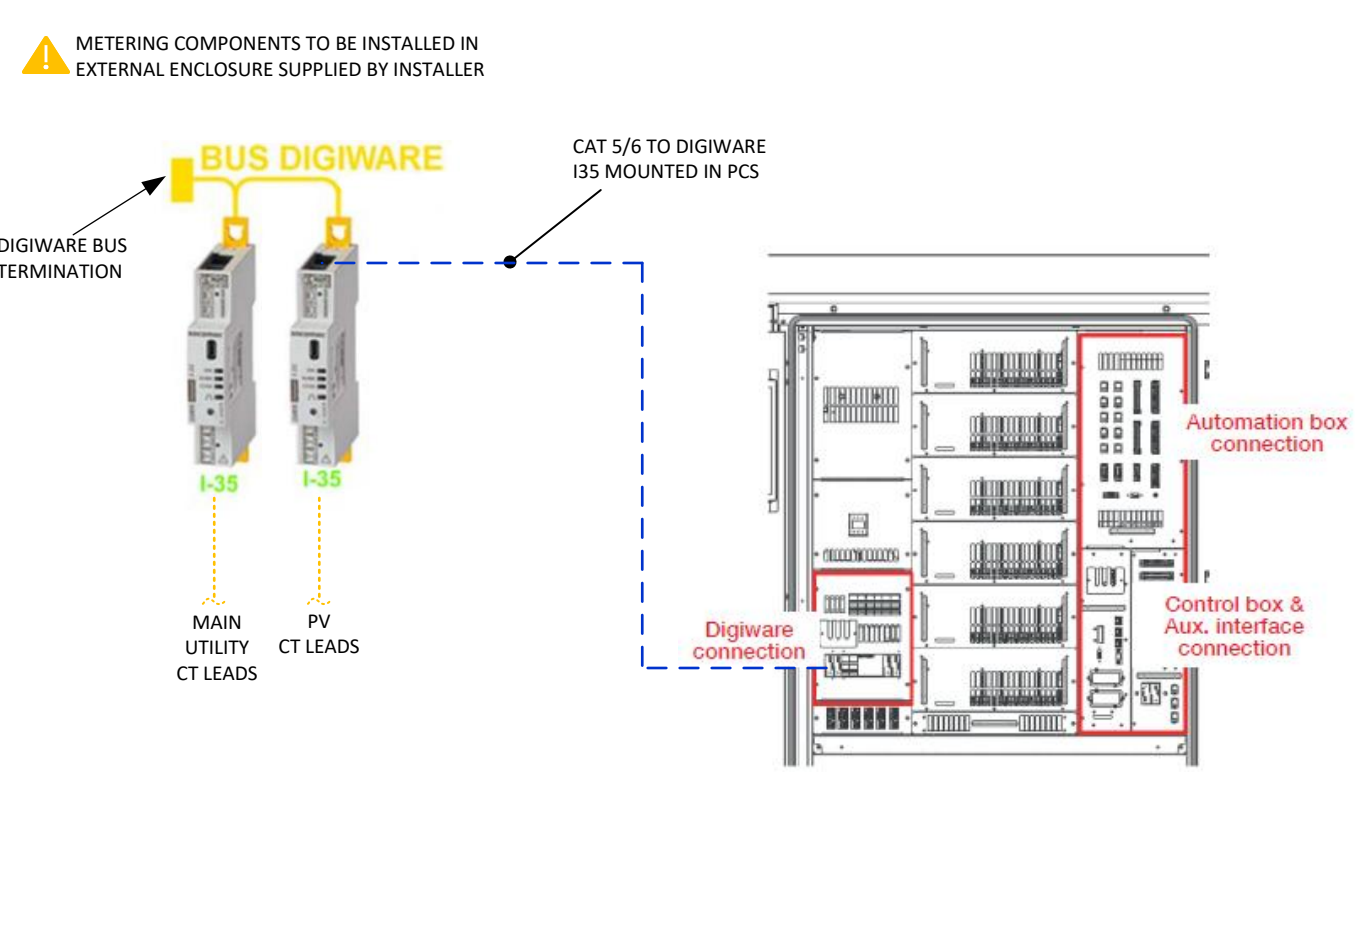 METERING COMPONENTS TO BE INSTALLED IN
EXTERNAL ENCLOSURE SUPPLIED BY INSTALLER
BUS DIGIWARE
CAT 5/6 TO DIGIWARE
I35 MOUNTED IN PCS
DIGIWARE BUS
TERMINATION
I-35
I-35
MAIN
UTILITY
CT LEADS
PV
CT LEADS
Automation box
connection
Digiware
connection
Control box &
Aux. interface
connection